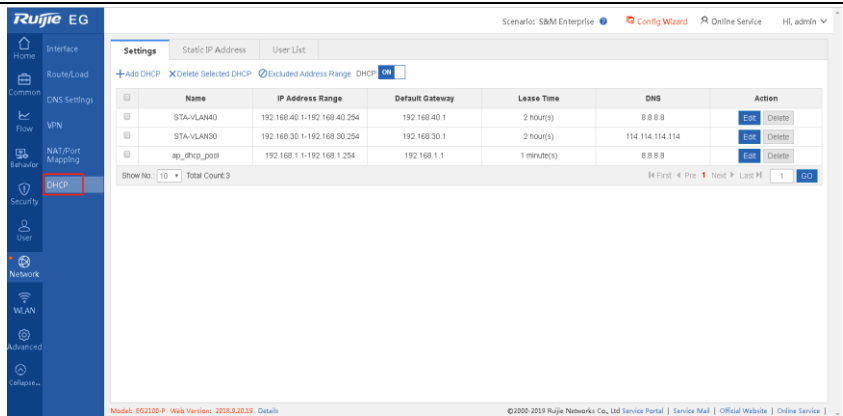 Ruijie EG
Scenario: S&M Enterprise ? Config Wizard Online Service Hi, admin
Home
Common
Flow
Behavior
Security
User
Network
WLAN
Advanced
Collapse...
Interface
Route/Load
DNS Settings
VPN
NAT/Port
Mapping
DHCP
Settings Static IP Address User List
+Add DHCP XDelete Selected DHCP Excluded Address Range DHCP: ON
Name IP Address Range Default Gateway Lease Time DNS Action
STA-VLAN40 192.168.40.1-192.168.40.254 192.168.40.1 2 hour(s) 8.8.8.8 Edit Delete
STA-VLAN30 192.168.30.1-192.168.30.254 192.168.30.1 2 hour(s) 114.114.114.114 Edit Delete
ap_dhcp_pool 192.168.1.1-192.168.1.254 192.168.1.1 1 minute(s) 8.8.8.8 Edit Delete
Show No.: 10 Total Count:3 First Pre 1 Next Last 1 GO
Model: EG2100-P Web Version: 2018.9.20.19 Details ©2000-2019 Ruijie Networks Co., Ltd Service Portal | Service Mail | Official Website | Online Service |